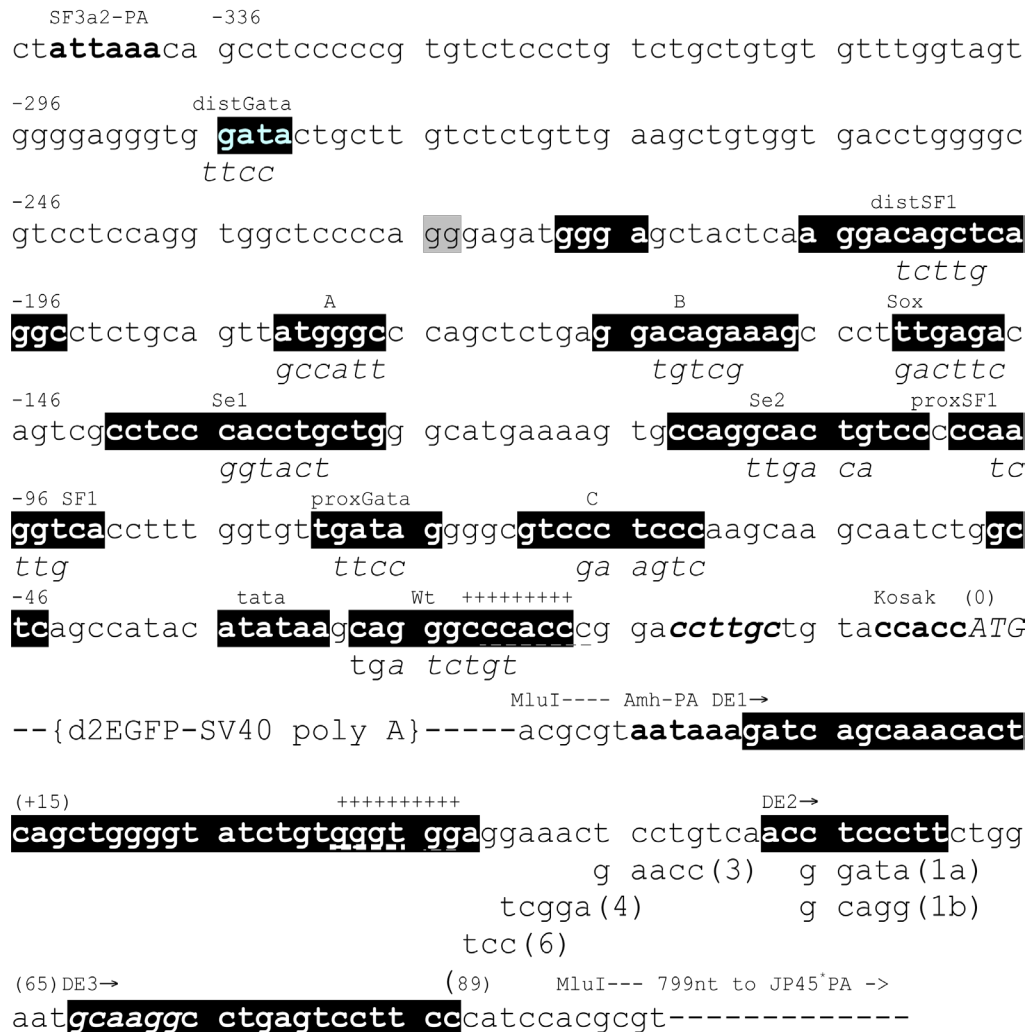 SF3a2-PA -336
ctattaaaca gcctcccccg tgtctccctg tctgctgtgt gtttggtagt
-296 distGata
ggggagggtg gatactgctt gtctctgttg aagctgtggt gacctggggc
ttcc
-246 distSF1
gtcctccagg tggctcccca gggagatggg agctactcaa ggacagctca
tcttg
-196 A B Sox
ggcctctgca gttatgggcc cagctctgag gacagaaagc ccctttgagac
gccatt tgtcg gacttc
-146 Se1 Se2 proxSF1
agtcgcctcc cacctgctgg gcatgaaaag tgccaggcac tgtcccccaa
ggtact ttga ca tc
-96 SF1 proxGata C
ggtcaccttt ggtgttgatag ggggcgtccc tcccaagcaa gcaatctggc
ttg ttcc ga agtc
-46 tata Wt +++++++++ Kosak (0)
tcagccatac atataagcag ggcccacccg gaccttgctg taccaccATG
tga tctgt
MluI---- Amh-PA DE1→
--{d2EGFP-SV40 poly A}-----acgcgtaataaagatc agcaaacact
(+15) ++++++++++ DE2→
cagctggggt atctgtgggt ggaggaaact cctgtcaacc tcccttctgg
g aacc(3) g gata(1a)
tcgga(4) g cagg(1b)
tcc(6)
(65)DE3→ (89) MluI--- 799nt to JP45*PA ->
aatgcaaggc ctgagtcctt cccatccacgcgt-------------